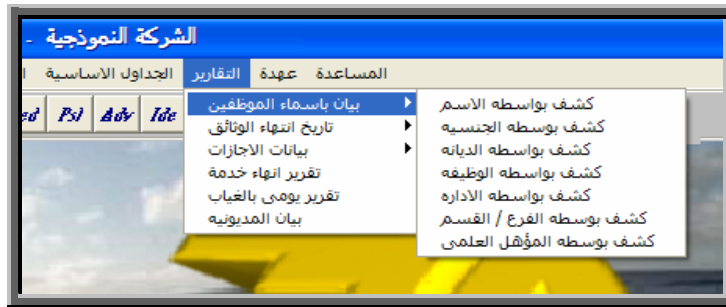 الشركة النموذجية -
الجداول الاساسية التقارير عهدة المساعدة
Psl Adv Ide
بيان باسماء الموظفين
تاريخ انتهاء الوثائق
بيانات الاجازات
تقرير انهاء خدمة
تقرير يومى بالغياب
بيان المديونيه
كشف بواسطه الاسم
كشف بوسطه الجنسيه
كشف بواسطه الديانه
كشف بواسطه الوظيفه
كشف بواسطه الاداره
كشف بوسطه الفرع / القسم
كشف بوسطه المؤهل العلمى